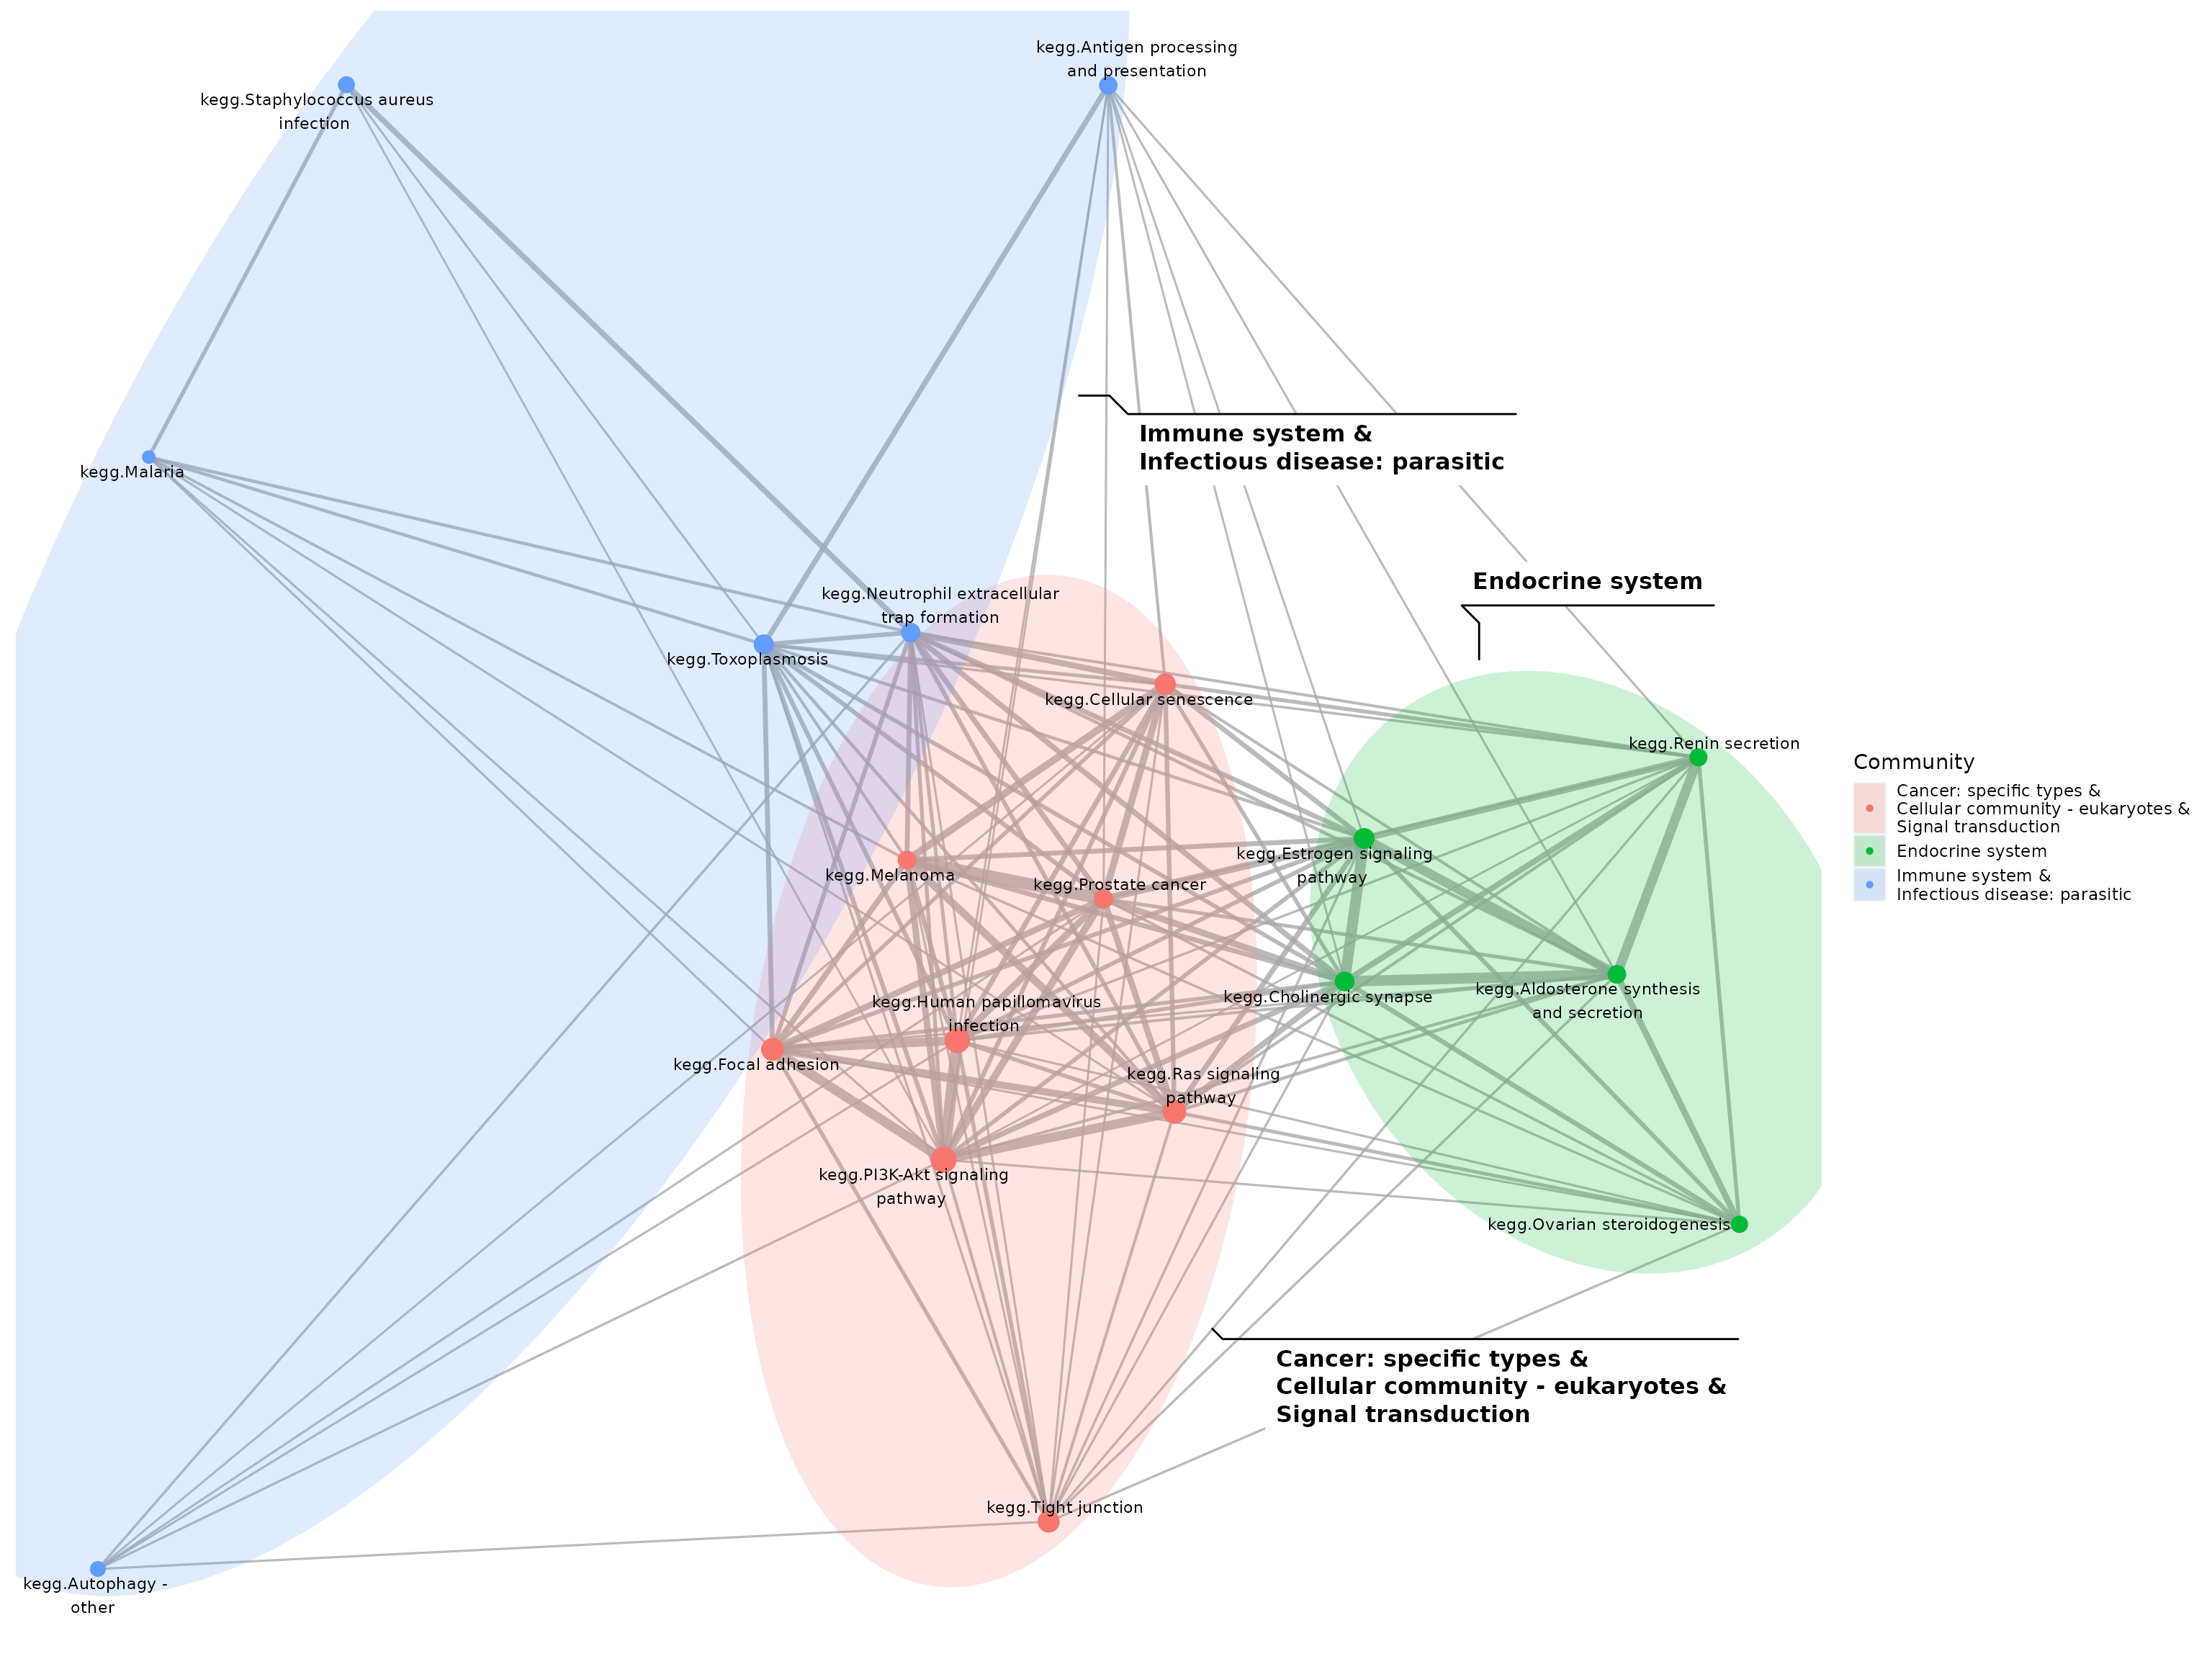 kegg.Antigen processing
and presentation
kegg.Staphylococcus aureus
infection
Immune system &
Infectious disease: parasitic
kegg.Malaria
Endocrine system
kegg.Neutrophil extracellular
trap formation
kegg.Toxoplasmosis
kegg.Cellular senescence
kegg.Renin secretion
kegg.Estrogen signaling
pathway
kegg.Melanoma
kegg.Prostate cancer
kegg.Cholinergic synapse
kegg.Aldosterone synthesis
and secretion
kegg.Human papillomavirus
infection
kegg.Focal adhesion
kegg.Ras signaling
pathway
kegg.PI3K-Akt signaling
pathway
kegg.Ovarian steroidogenesis
Cancer: specific types &
Cellular community - eukaryotes &
Signal transduction
kegg.Tight junction
kegg.Autophagy -
other
Community
Cancer: specific types &
Cellular community - eukaryotes &
Signal transduction
Endocrine system
Immune system &
Infectious disease: parasitic